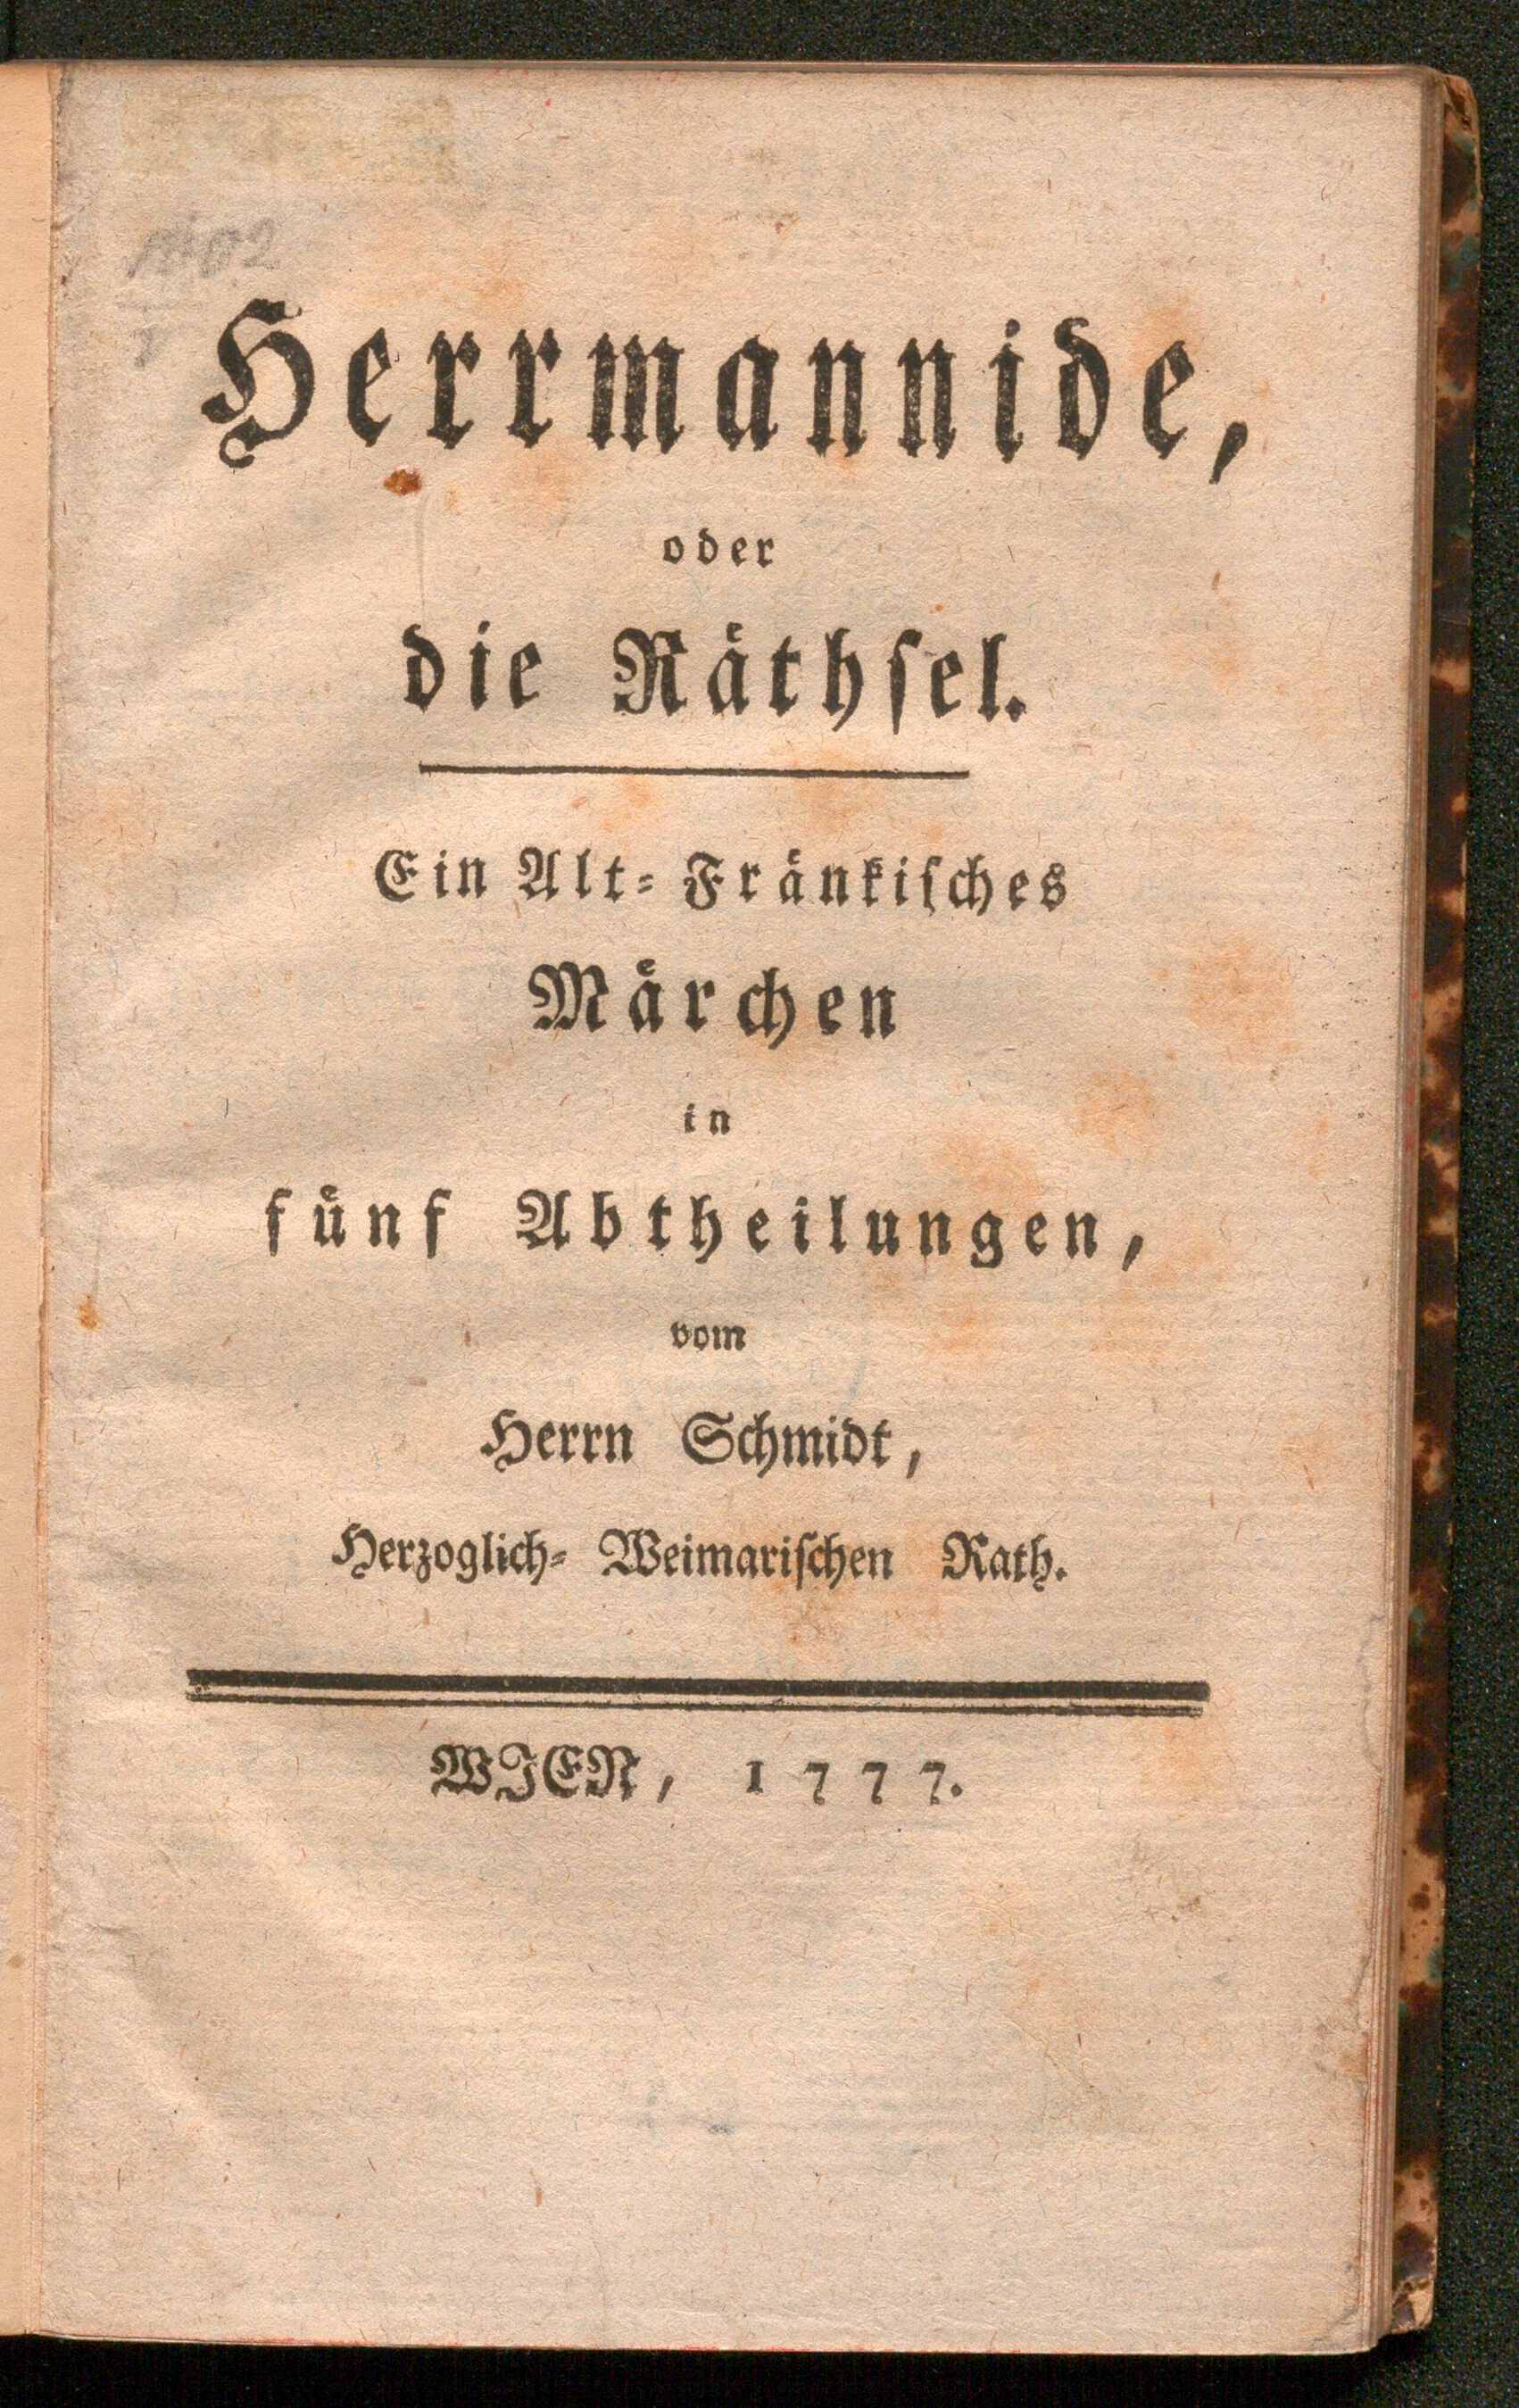 Herrmannide,
oder
die Räthsel.
Ein Alt-Fränkisches
Märchen
in
fünf Abtheilungen,
vom
Herrn Schmidt,
Herzoglich-Weimarischen Rath.
WIEN, 1777.